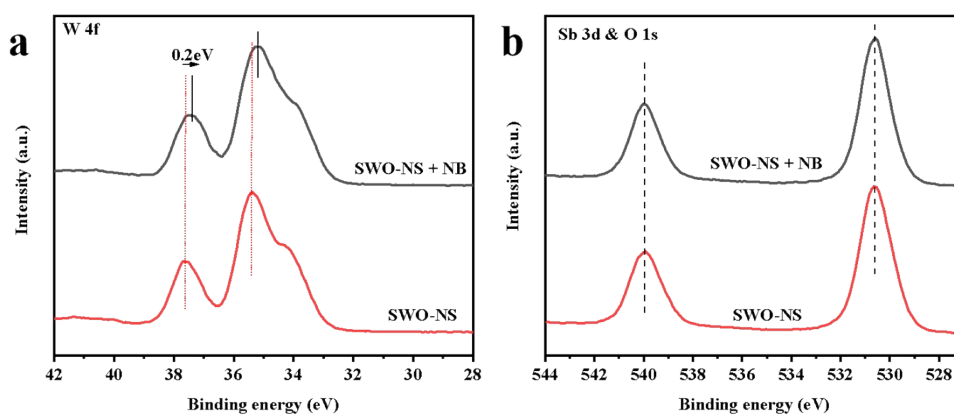 a
W 4f
0.2eV
SWO-NS + NB
SWO-NS
Intensity (a.u.)
42 40 38 36 34 32 30 28
Binding energy (eV)
b
Sb 3d & O 1s
SWO-NS + NB
SWO-NS
Intensity (a.u.)
544 542 540 538 536 534 532 530 528
Binding energy (eV)